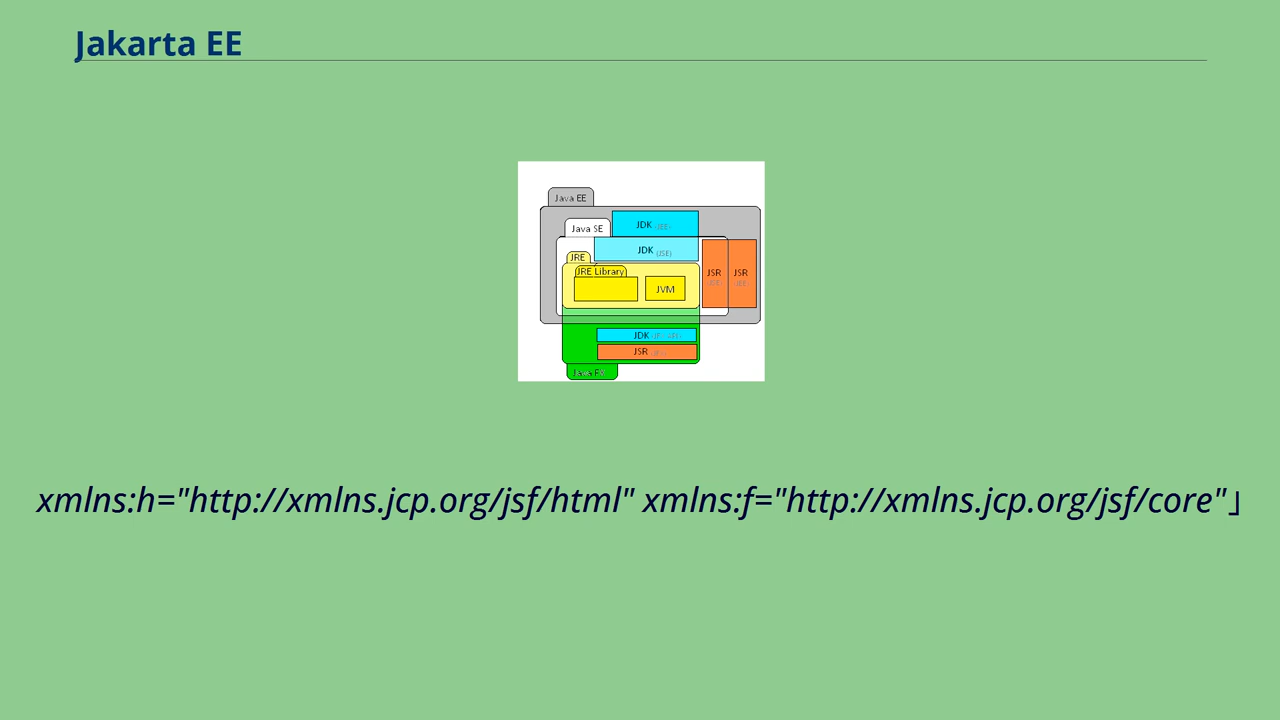 Jakarta EE
Java EE
JDK
Java SE
JDK (JSE)
JRE
JRE Library
JSR JSR
JVM
JDK
JSR
Java FX
xmlns:h="http://xmlns.jcp.org/jsf/html" xmlns:f="http://xmlns.jcp.org/jsf/core"」